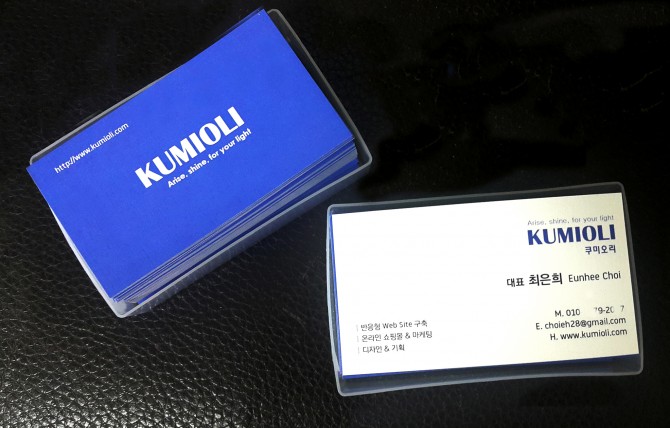 http://www.kumioli.com
KUMIOLI
Arise, shine, for your light
Arise, shine, for your light
KUMIOLI
쿠미오리
대표 최은희 Eunhee Choi
M. 010
E. choieh28@gmail.com
H. www.kumioli.com
| 반응형 Web Site 구축
| 온라인 쇼핑몰 & 마케팅
| 디자인 & 기획